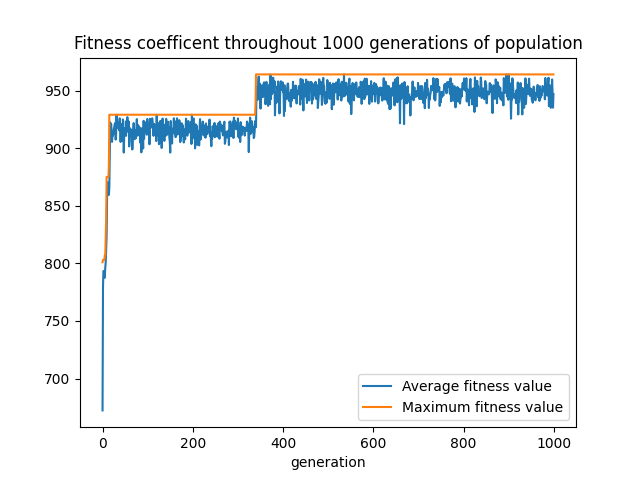 Fitness coefficent throughout 1000 generations of population
950
900
850
800
750
700
Average fitness value
Maximum fitness value
0 200 400 600 800 1000
generation